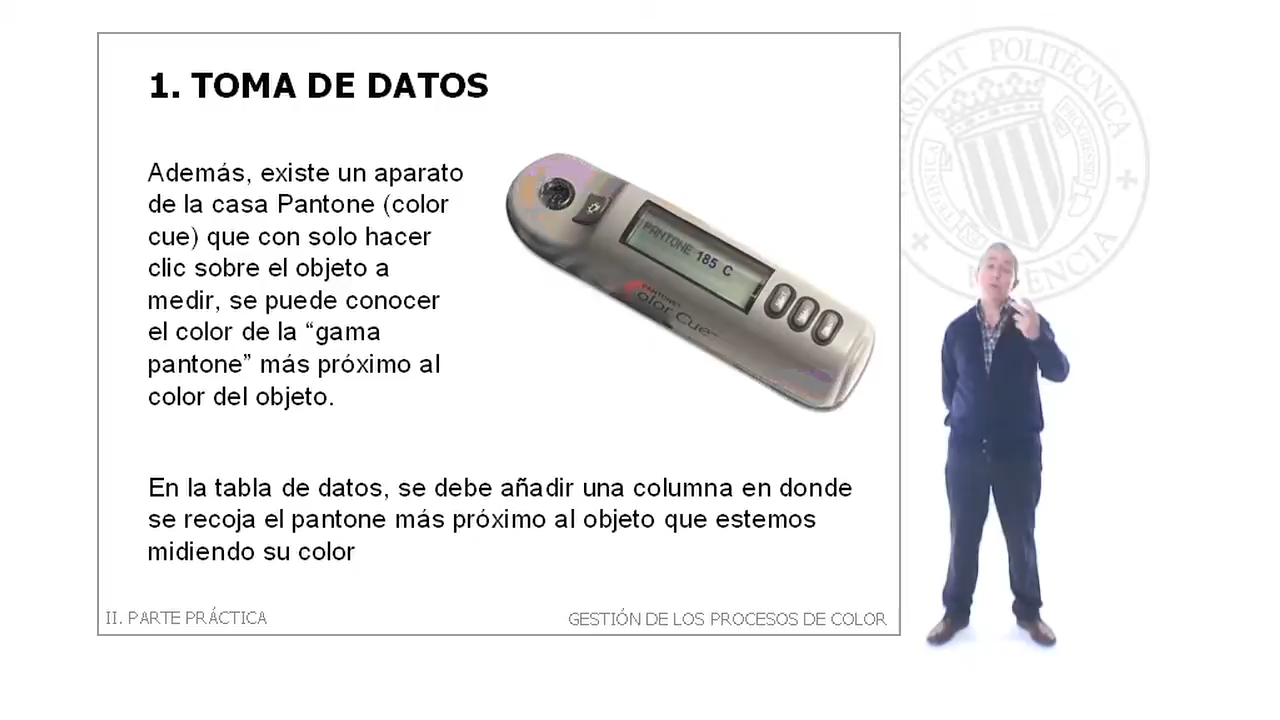 1. TOMA DE DATOS
Además, existe un aparato
de la casa Pantone (color
cue) que con solo hacer
clic sobre el objeto a
medir, se puede conocer
el color de la “gama
pantone” más próximo al
color del objeto.
PANTONE 185 C
PANTONE
Color Cue
En la tabla de datos, se debe añadir una columna en donde
se recoja el pantone más próximo al objeto que estemos
midiendo su color
II. PARTE PRÁCTICA
GESTIÓN DE LOS PROCESOS DE COLOR
POLITÈCNICA